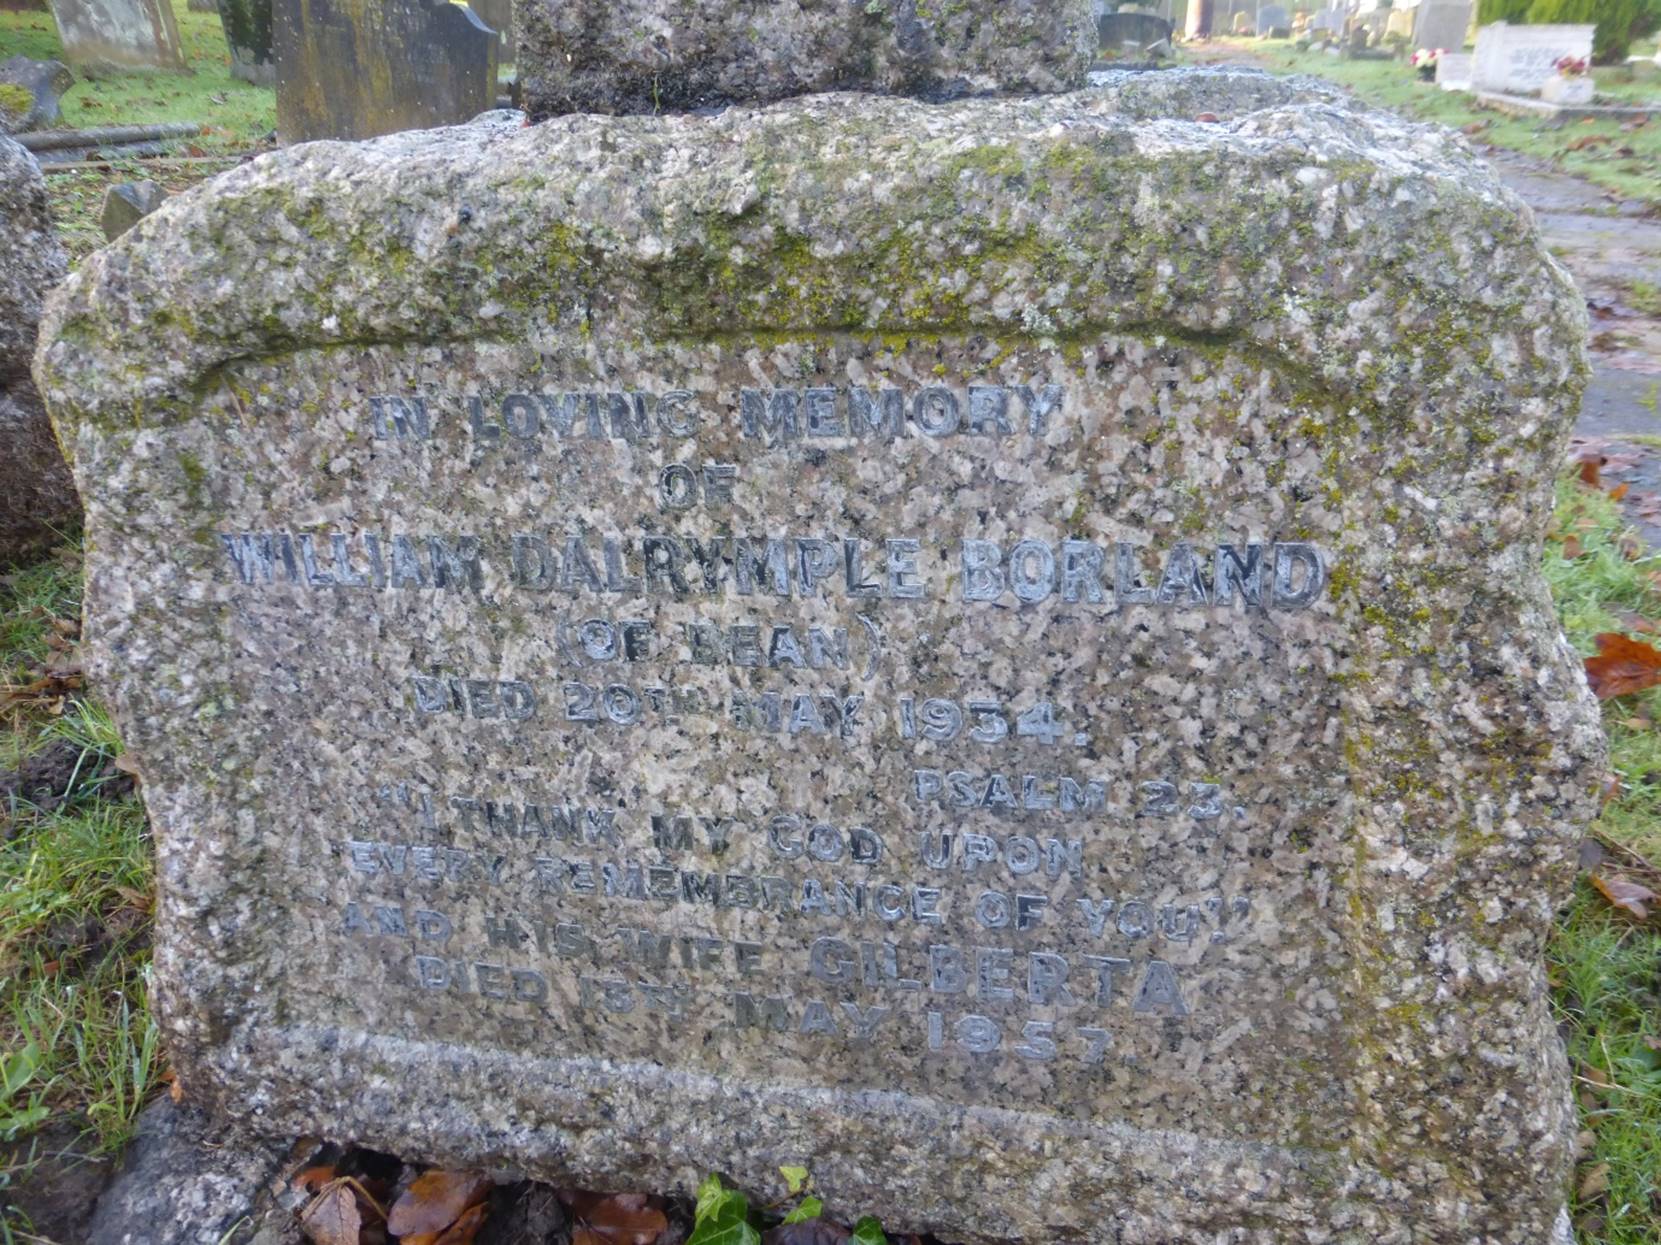 IN LOVING MEMORY
OF
WILLIAM DALRYMPLE BORLAND
(OF BEAN)
DIED 20TH MAY 1934.
PSALM 23.
"I THANK MY GOD UPON
EVERY REMEMBRANCE OF YOU."
AND HIS WIFE GILBERTA
DIED 15TH MAY 1957.